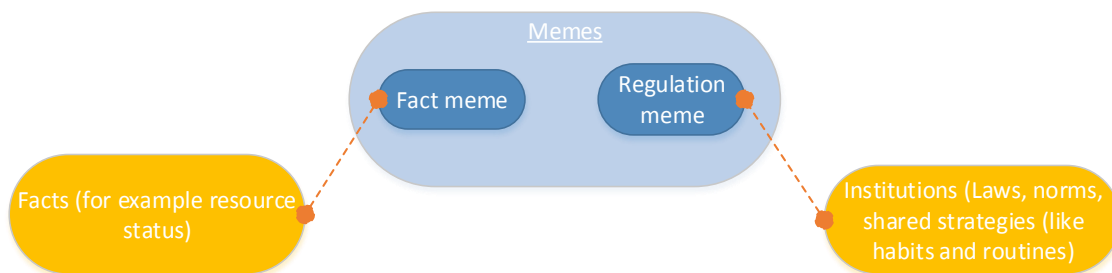 Memes
Fact meme
Regulation
meme
Facts (for example resource
status)
Institutions (Laws, norms,
shared strategies (like
habits and routines)